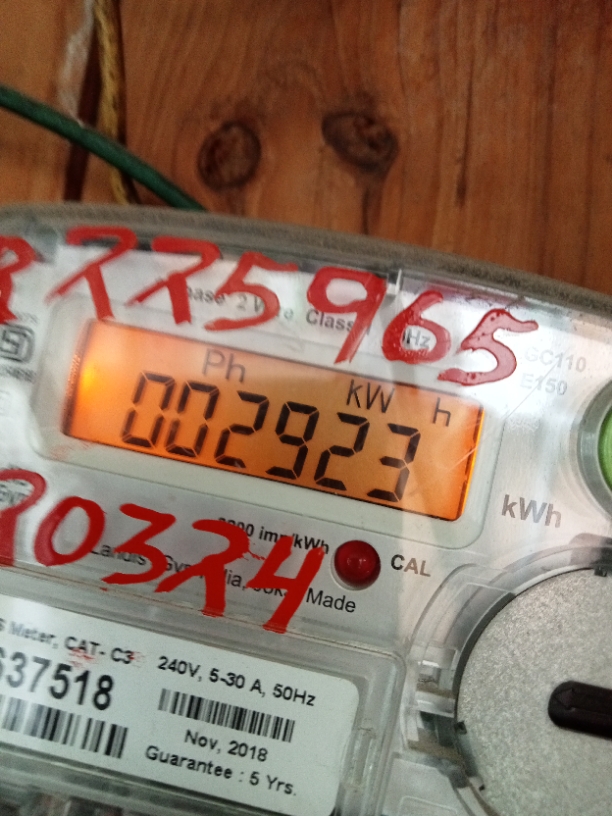 775965
Class
Hz
GC110
E150
Ph
kW h
002923
kWh
imp/kWh
CAL
0324
Made
Meter, CAT- C3
637518
240V, 5-30 A, 50Hz
Nov, 2018
Guarantee : 5 Yrs.